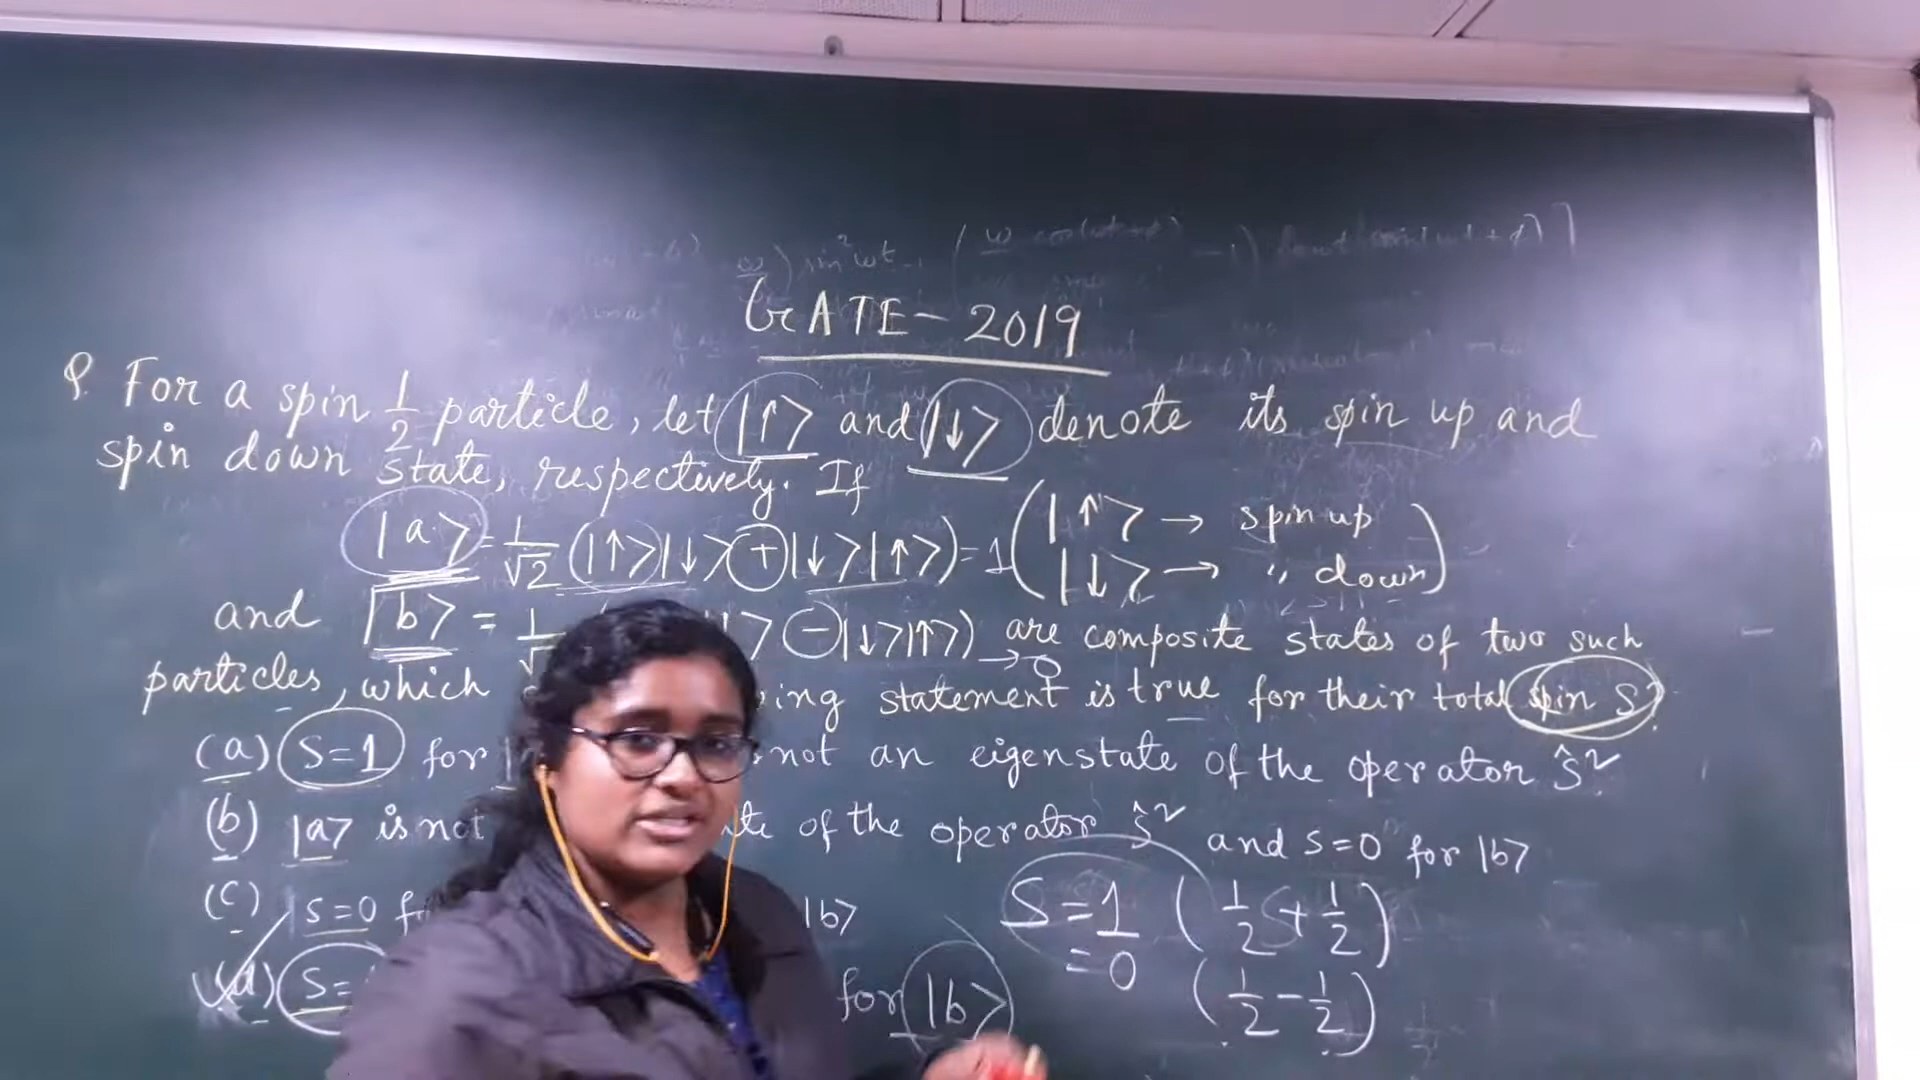 GATE - 2019
Q. For a spin 1/2 particle, let |↑> and |↓> denote its spin up and
spin down state, respectively. If
|a> = 1/√2 (|↑>|↓> + |↓>|↑>) = 1 (|↑> → spin up
|↓> → " down)
and |b> = 1/√ > - |↓>|↑>) → 0 are composite states of two such
particles, which ing statement is true for their total spin S?
(a) S=1 for not an eigenstate of the operator Ŝ².
(b) |a> is not of the operator Ŝ² and s=0 for |b>
(c) S=0 |b>
(d) S= for |b>
S = 1 (1/2 + 1/2)
= 0 (1/2 - 1/2)